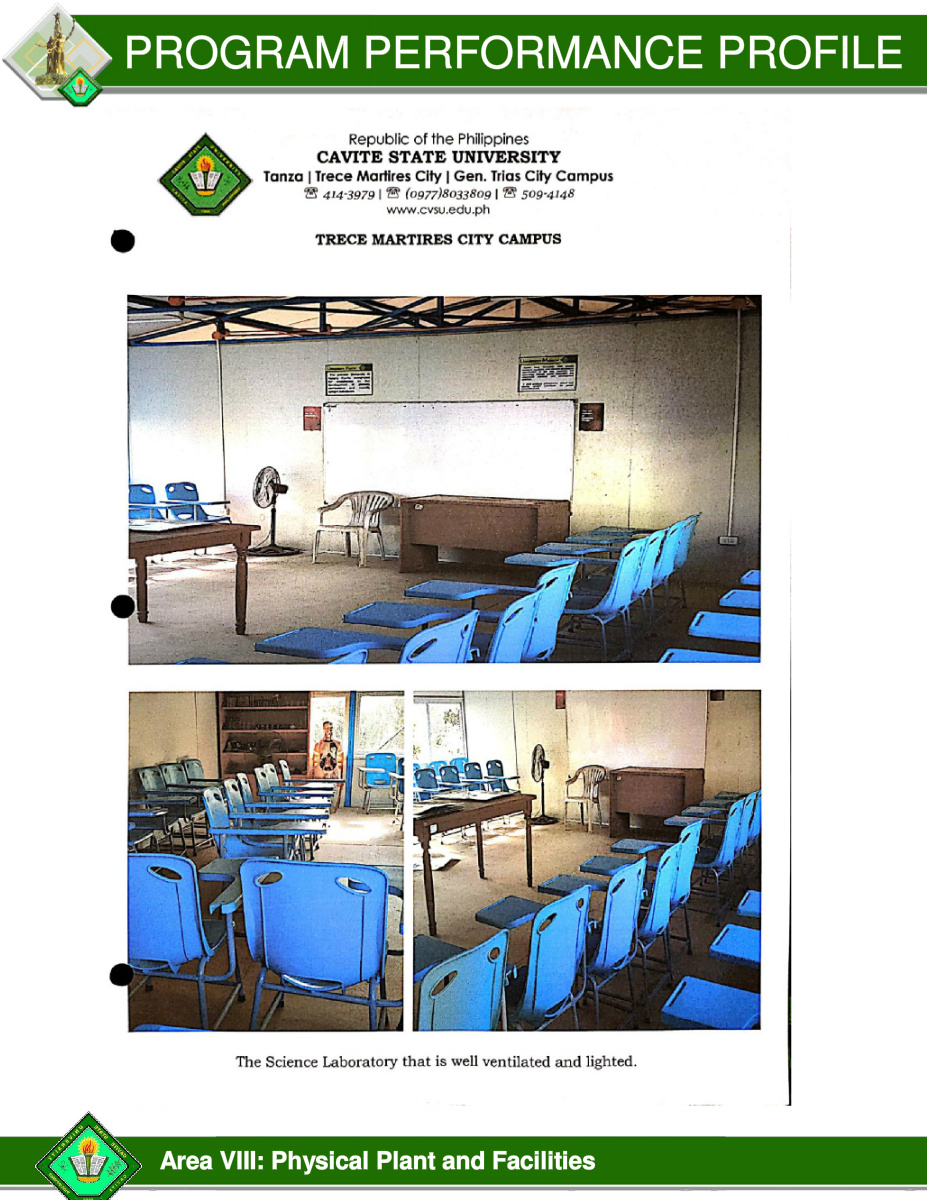 PROGRAM PERFORMANCE PROFILE
Republic of the Philippines
CAVITE STATE UNIVERSITY
Tanza | Trece Martires City | Gen. Trias City Campus
☏ 414-3979 | ☏ (0977)8033809 | ☏ 509-4148
www.cvsu.edu.ph
TRECE MARTIRES CITY CAMPUS
The Science Laboratory that is well ventilated and lighted.
Area VIII: Physical Plant and Facilities